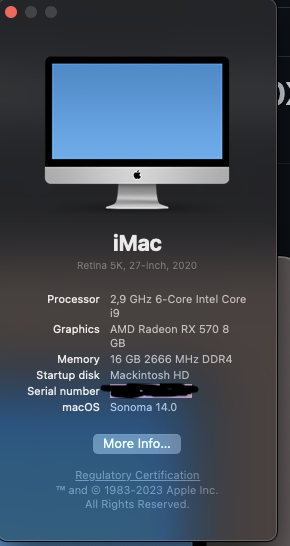 iMac
Retina 5K, 27-inch, 2020
Processor 2,9 GHz 6-Core Intel Core
i9
Graphics AMD Radeon RX 570 8
GB
Memory 16 GB 2666 MHz DDR4
Startup disk Mackintosh HD
Serial number
macOS Sonoma 14.0
More Info...
Regulatory Certification
™ and © 1983-2023 Apple Inc.
All Rights Reserved.